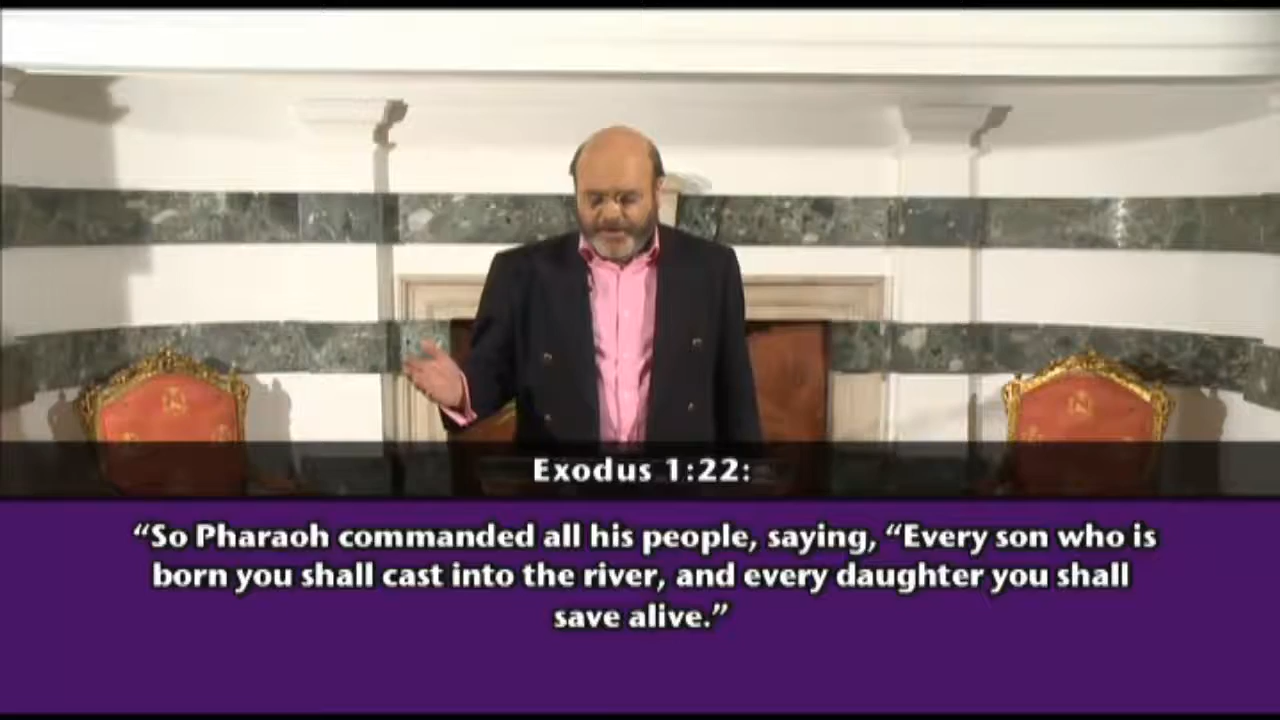 Exodus 1:22:
“So Pharaoh commanded all his people, saying, “Every son who is
born you shall cast into the river, and every daughter you shall
save alive.”